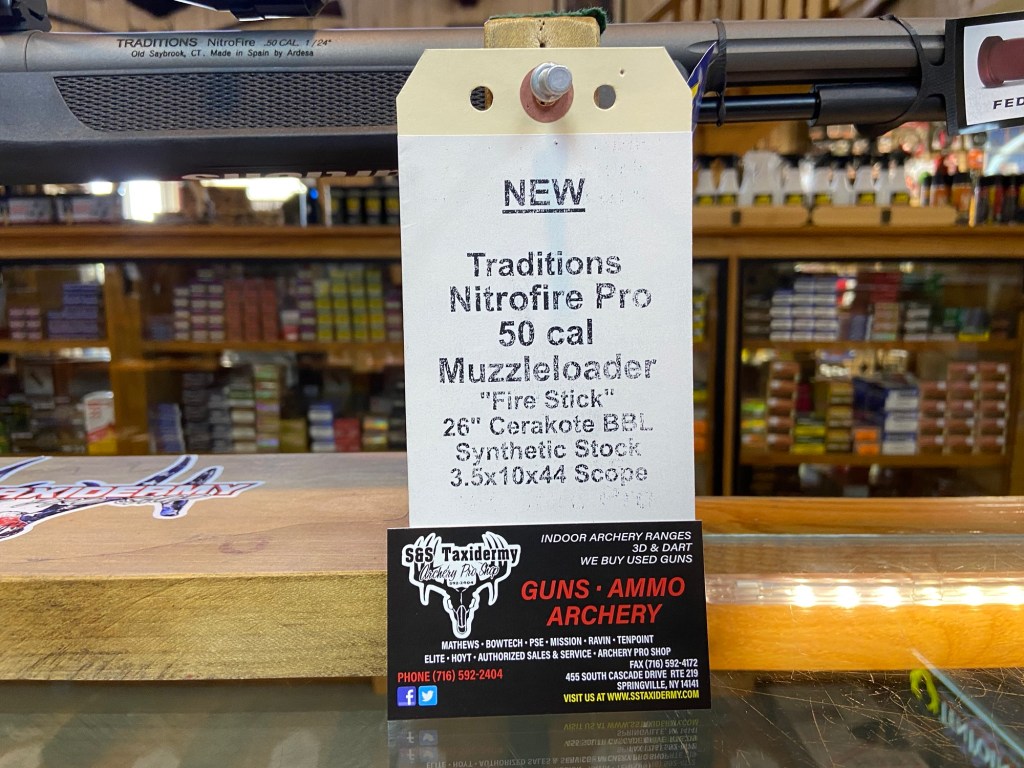 TRADITIONS NitroFire .50 CAL. 1/24"
Old Saybrook, CT. Made in Spain by Ardesa
FED
NEW
Traditions
Nitrofire Pro
50 cal
Muzzleloader
"Fire Stick"
26" Cerakote BBL
Synthetic Stock
3.5x10x44 Scope
TAXIDERMY
S&S Taxidermy
Archery Pro Shop
592-2404
INDOOR ARCHERY RANGES
3D & DART
WE BUY USED GUNS
GUNS · AMMO
ARCHERY
MATHEWS • BOWTECH • PSE • MISSION • RAVIN • TENPOINT
ELITE • HOYT • AUTHORIZED SALES & SERVICE • ARCHERY PRO SHOP
PHONE (716) 592-2404
FAX (716) 592-4172
455 SOUTH CASCADE DRIVE RTE 219
SPRINGVILLE, NY 14141
VISIT US AT WWW.SSTAXIDERMY.COM